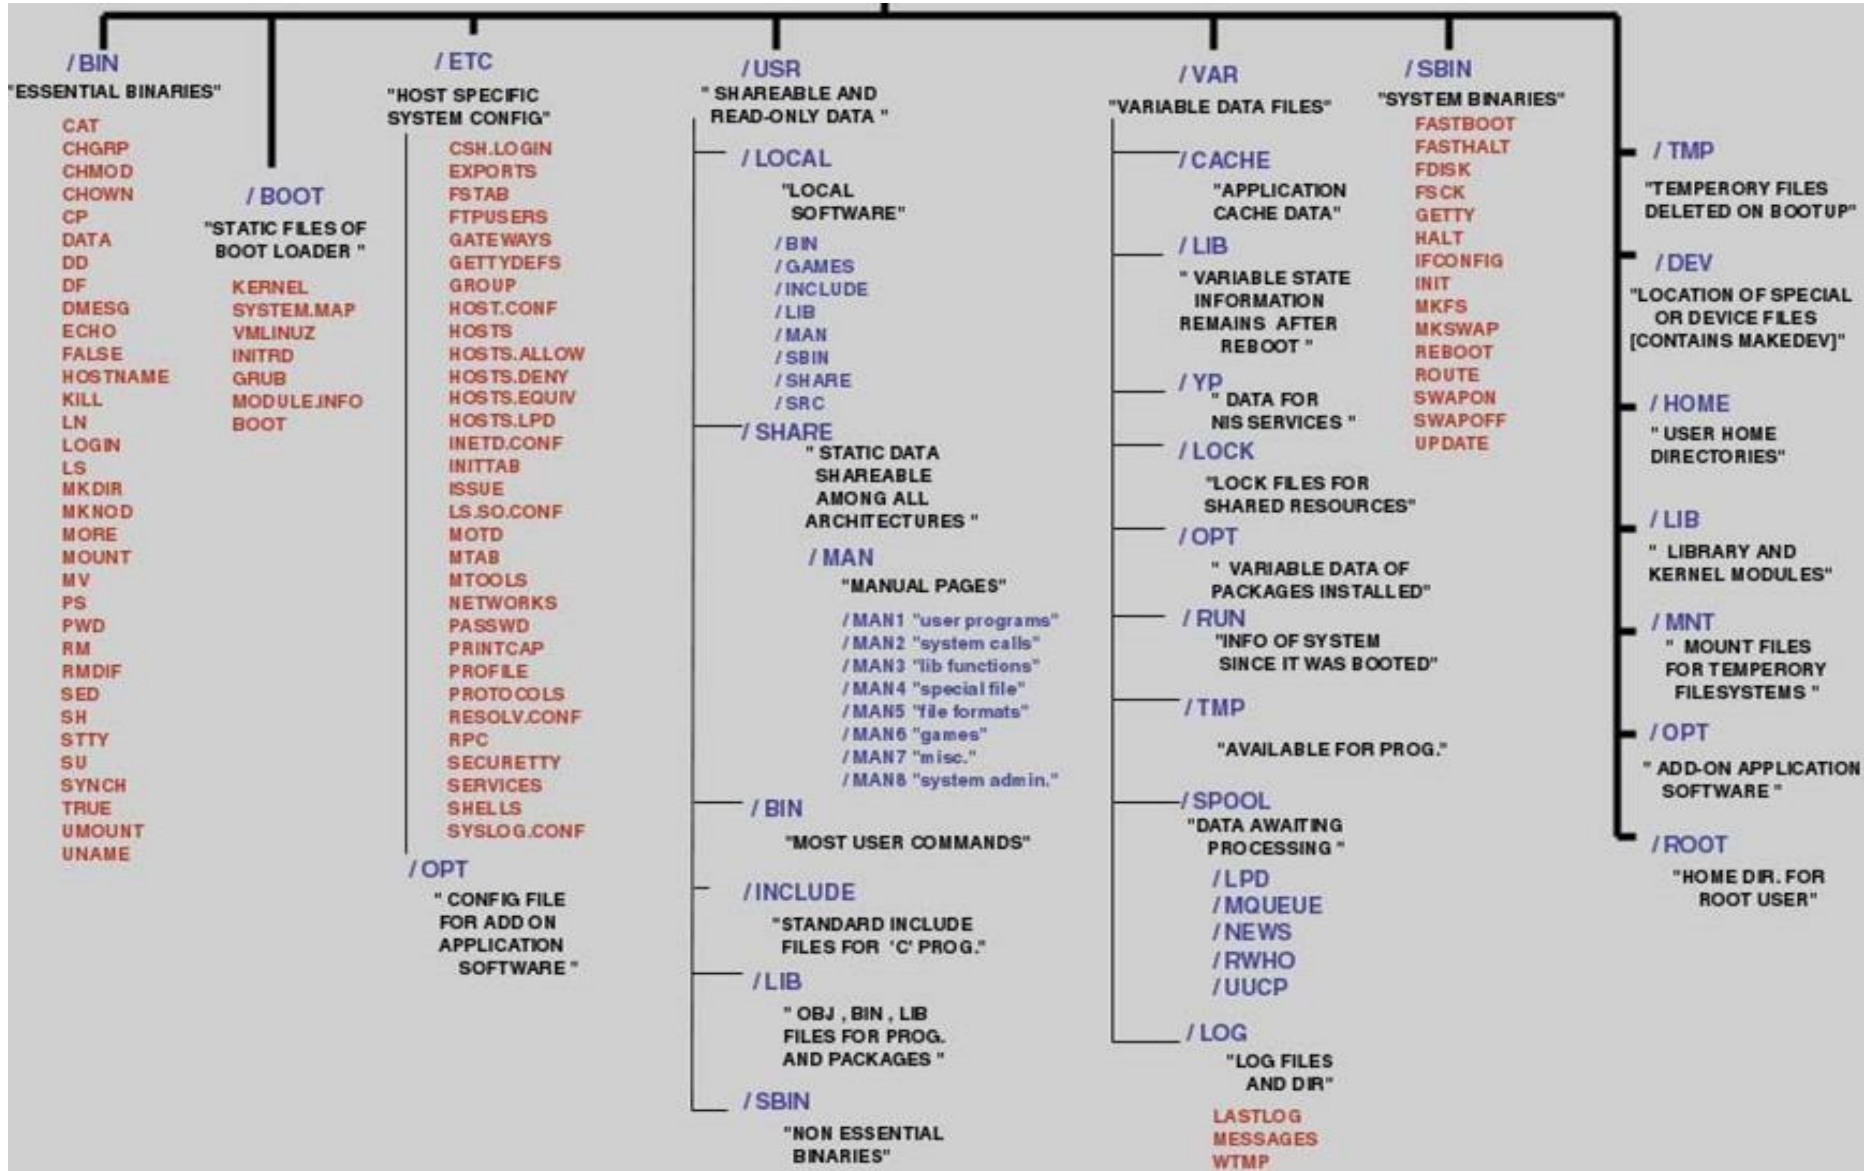 /BIN
"ESSENTIAL BINARIES"
CAT
CHGRP
CHMOD
CHOWN
CP
DATA
DD
DF
DMESG
ECHO
FALSE
HOSTNAME
KILL
LN
LOGIN
LS
MKDIR
MKNOD
MORE
MOUNT
MV
PS
PWD
RM
RMDIF
SED
SH
STTY
SU
SYNCH
TRUE
UMOUNT
UNAME
/BOOT
"STATIC FILES OF
BOOT LOADER "
KERNEL
SYSTEM.MAP
VMLINUZ
INITRD
GRUB
MODULE.INFO
BOOT
/ETC
"HOST SPECIFIC
SYSTEM CONFIG"
CSH.LOGIN
EXPORTS
FSTAB
FTPUSERS
GATEWAYS
GETTYDEFS
GROUP
HOST.CONF
HOSTS
HOSTS.ALLOW
HOSTS.DENY
HOSTS.EQUIV
HOSTS.LPD
INETD.CONF
INITTAB
ISSUE
LS.SO.CONF
MOTD
MTAB
MTOOLS
NETWORKS
PASSWD
PRINTCAP
PROFILE
PROTOCOLS
RESOLV.CONF
RPC
SECURETTY
SERVICES
SHELLS
SYSLOG.CONF
/OPT
" CONFIG FILE
FOR ADD ON
APPLICATION
SOFTWARE "
/USR
" SHAREABLE AND
READ-ONLY DATA "
/LOCAL
"LOCAL
SOFTWARE"
/BIN
/GAMES
/INCLUDE
/LIB
/MAN
/SBIN
/SHARE
/SRC
/SHARE
" STATIC DATA
SHAREABLE
AMONG ALL
ARCHITECTURES "
/MAN
"MANUAL PAGES"
/MAN1 "user programs"
/MAN2 "system calls"
/MAN3 "lib functions"
/MAN4 "special file"
/MAN5 "file formats"
/MAN6 "games"
/MAN7 "misc."
/MAN8 "system admin."
/BIN
"MOST USER COMMANDS"
/INCLUDE
"STANDARD INCLUDE
FILES FOR 'C' PROG."
/LIB
" OBJ , BIN , LIB
FILES FOR PROG.
AND PACKAGES "
/SBIN
"NON ESSENTIAL
BINARIES"
/VAR
"VARIABLE DATA FILES"
/CACHE
"APPLICATION
CACHE DATA"
/LIB
" VARIABLE STATE
INFORMATION
REMAINS AFTER
REBOOT "
/YP
" DATA FOR
NIS SERVICES "
/LOCK
"LOCK FILES FOR
SHARED RESOURCES"
/OPT
" VARIABLE DATA OF
PACKAGES INSTALLED"
/RUN
"INFO OF SYSTEM
SINCE IT WAS BOOTED"
/TMP
"AVAILABLE FOR PROG."
/SPOOL
"DATA AWAITING
PROCESSING "
/LPD
/MQUEUE
/NEWS
/RWHO
/UUCP
/LOG
"LOG FILES
AND DIR"
LASTLOG
MESSAGES
WTMP
/SBIN
"SYSTEM BINARIES"
FASTBOOT
FASTHALT
FDISK
FSCK
GETTY
HALT
IFCONFIG
INIT
MKFS
MKSWAP
REBOOT
ROUTE
SWAPON
SWAPOFF
UPDATE
/TMP
"TEMPERORY FILES
DELETED ON BOOTUP"
/DEV
"LOCATION OF SPECIAL
OR DEVICE FILES
[CONTAINS MAKEDEV]"
/HOME
" USER HOME
DIRECTORIES"
/LIB
" LIBRARY AND
KERNEL MODULES"
/MNT
" MOUNT FILES
FOR TEMPERORY
FILESYSTEMS "
/OPT
" ADD-ON APPLICATION
SOFTWARE "
/ROOT
"HOME DIR. FOR
ROOT USER"